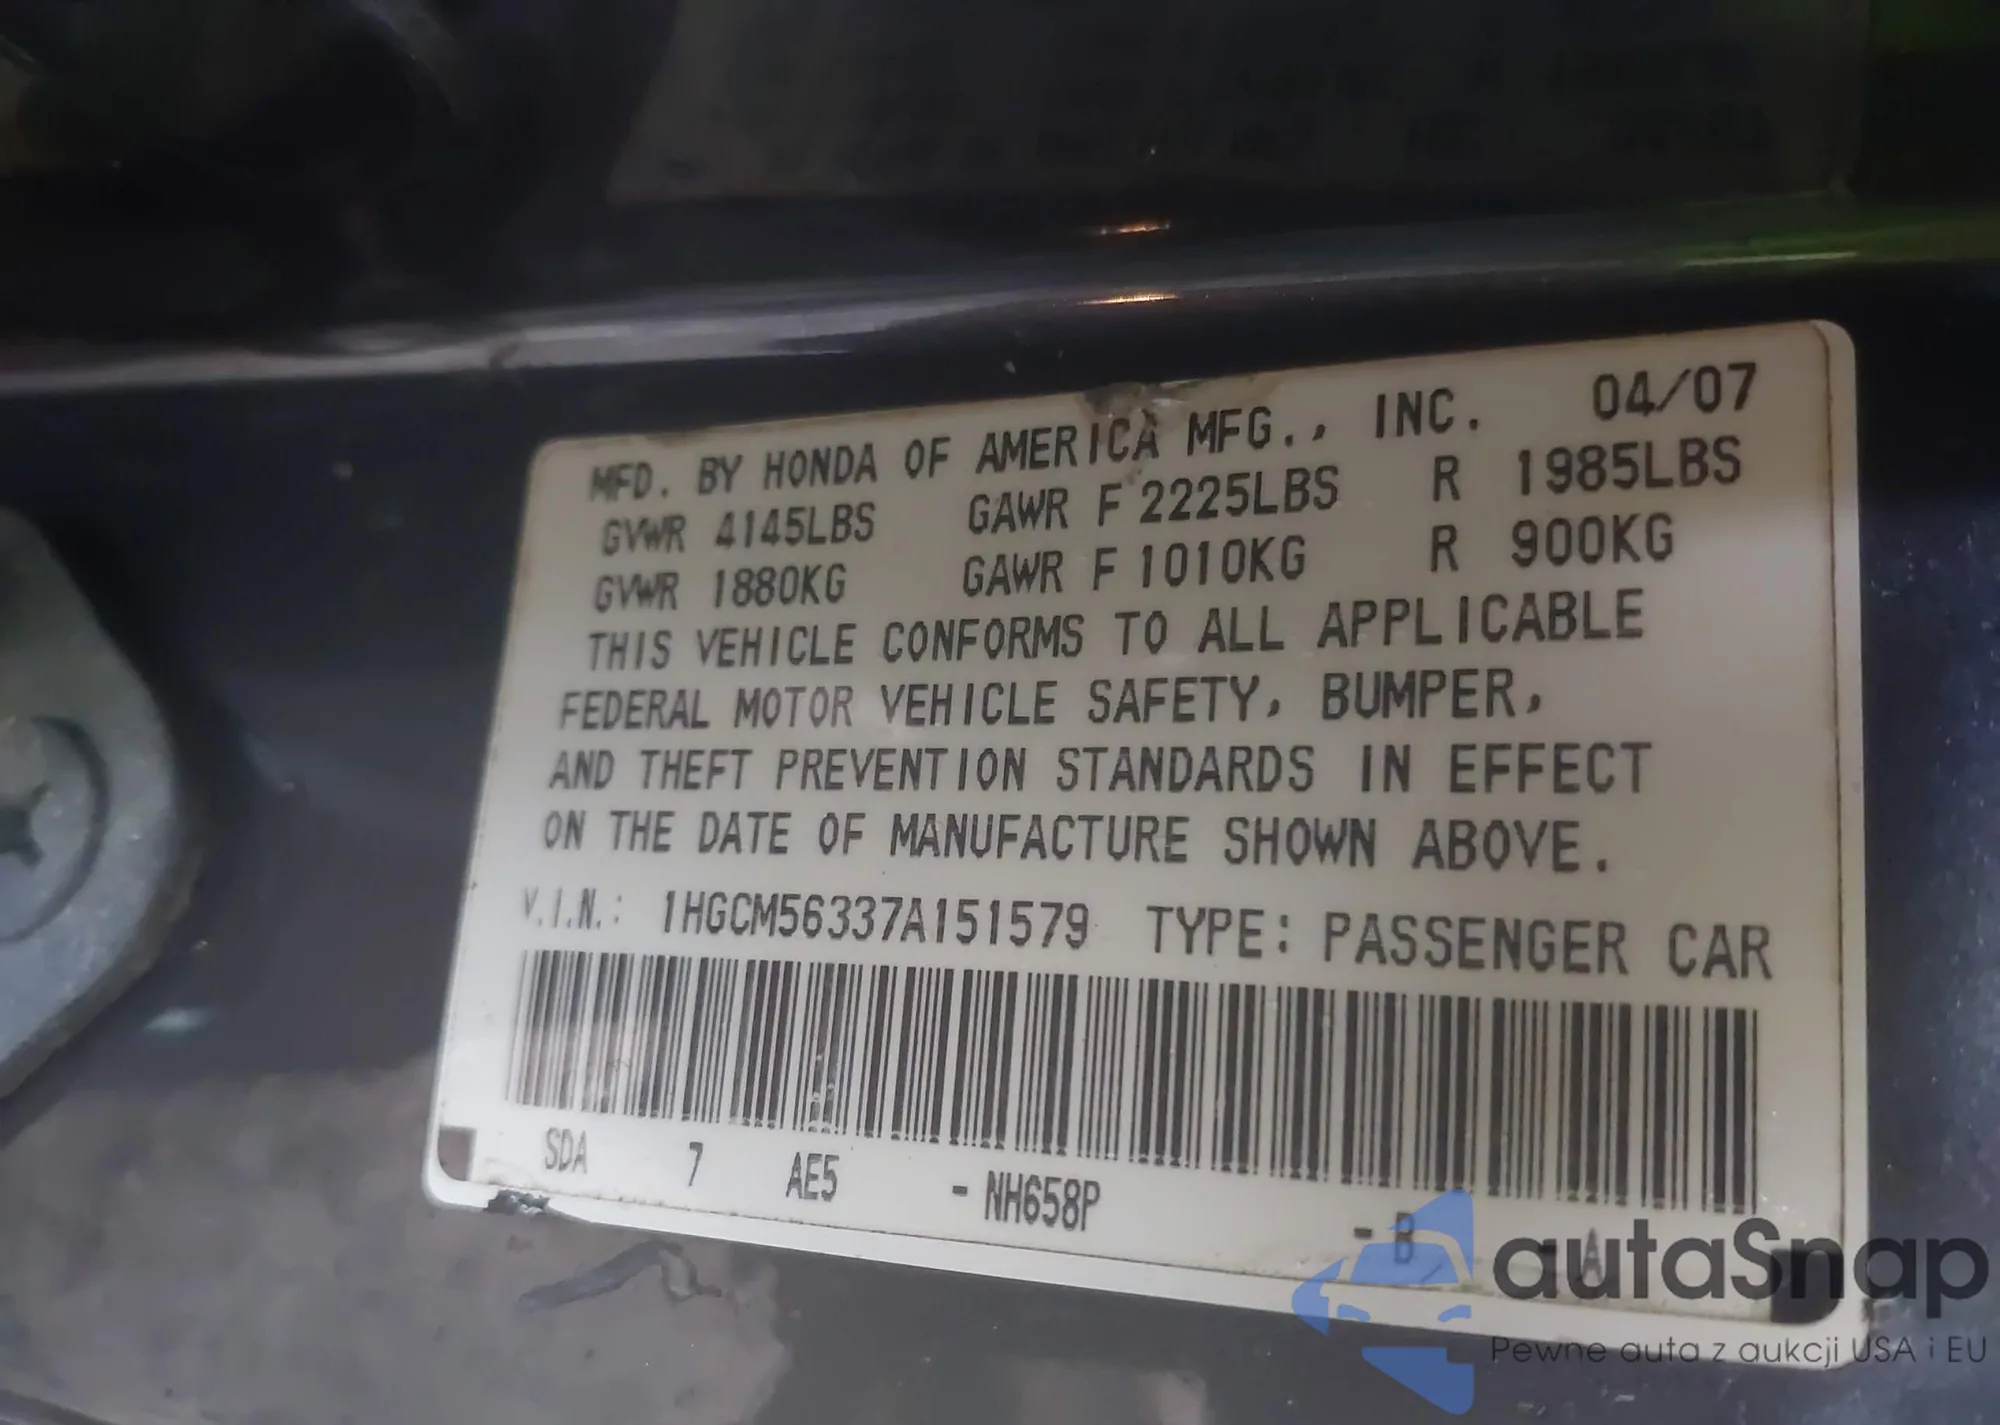 MFD. BY HONDA OF AMERICA MFG., INC. 04/07
GVWR 4145LBS GAWR F 2225LBS R 1985LBS
GVWR 1880KG GAWR F 1010KG R 900KG
THIS VEHICLE CONFORMS TO ALL APPLICABLE
FEDERAL MOTOR VEHICLE SAFETY, BUMPER,
AND THEFT PREVENTION STANDARDS IN EFFECT
ON THE DATE OF MANUFACTURE SHOWN ABOVE.
V.I.N.: 1HGCM56337A151579 TYPE: PASSENGER CAR
SDA 7 AE5 - NH658P - B - A
autaSnap
Pewne auta z aukcji USA i EU